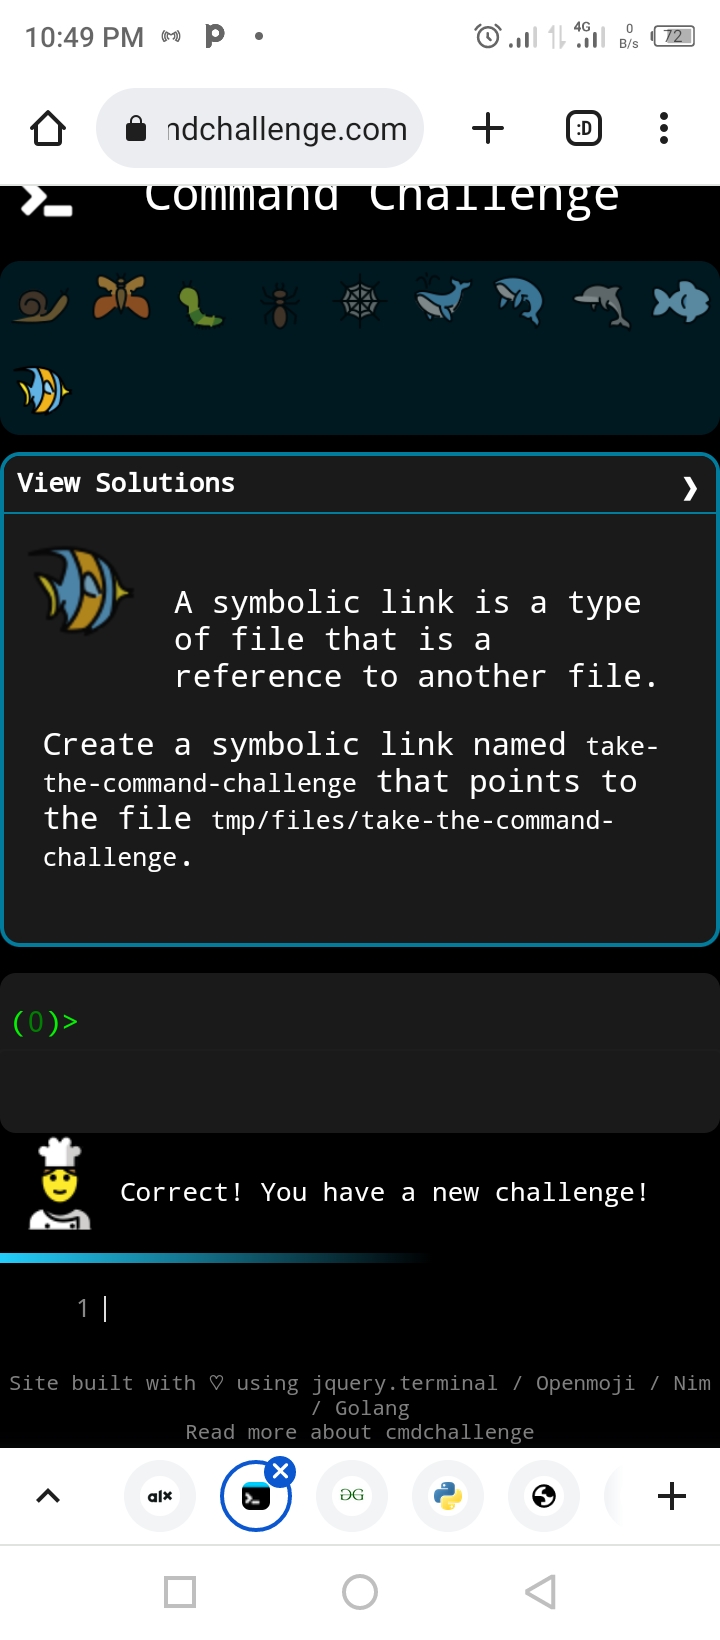 10:49 PM
4G
0
B/s
72
ndchallenge.com
:D
Command Challenge
View Solutions
A symbolic link is a type
of file that is a
reference to another file.
Create a symbolic link named take-
the-command-challenge that points to
the file tmp/files/take-the-command-
challenge.
(0)>
Correct! You have a new challenge!
1
Site built with ♡ using jquery.terminal / Openmoji / Nim
/ Golang
Read more about cmdchallenge
alx